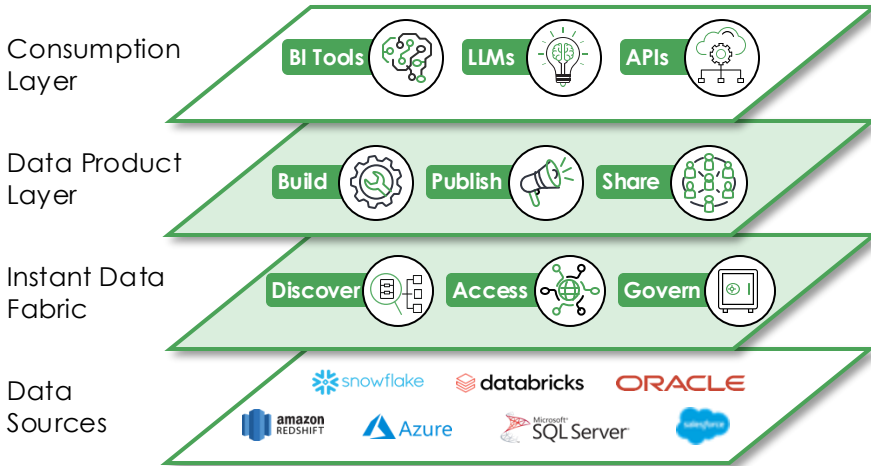 Consumption
Layer
BI Tools
LLMs
APIs
Data Product
Layer
Build
Publish
Share
Instant Data
Fabric
Discover
Access
Govern
Data
Sources
snowflake
databricks
ORACLE
amazon
REDSHIFT
Azure
Microsoft®
SQL Server
salesforce